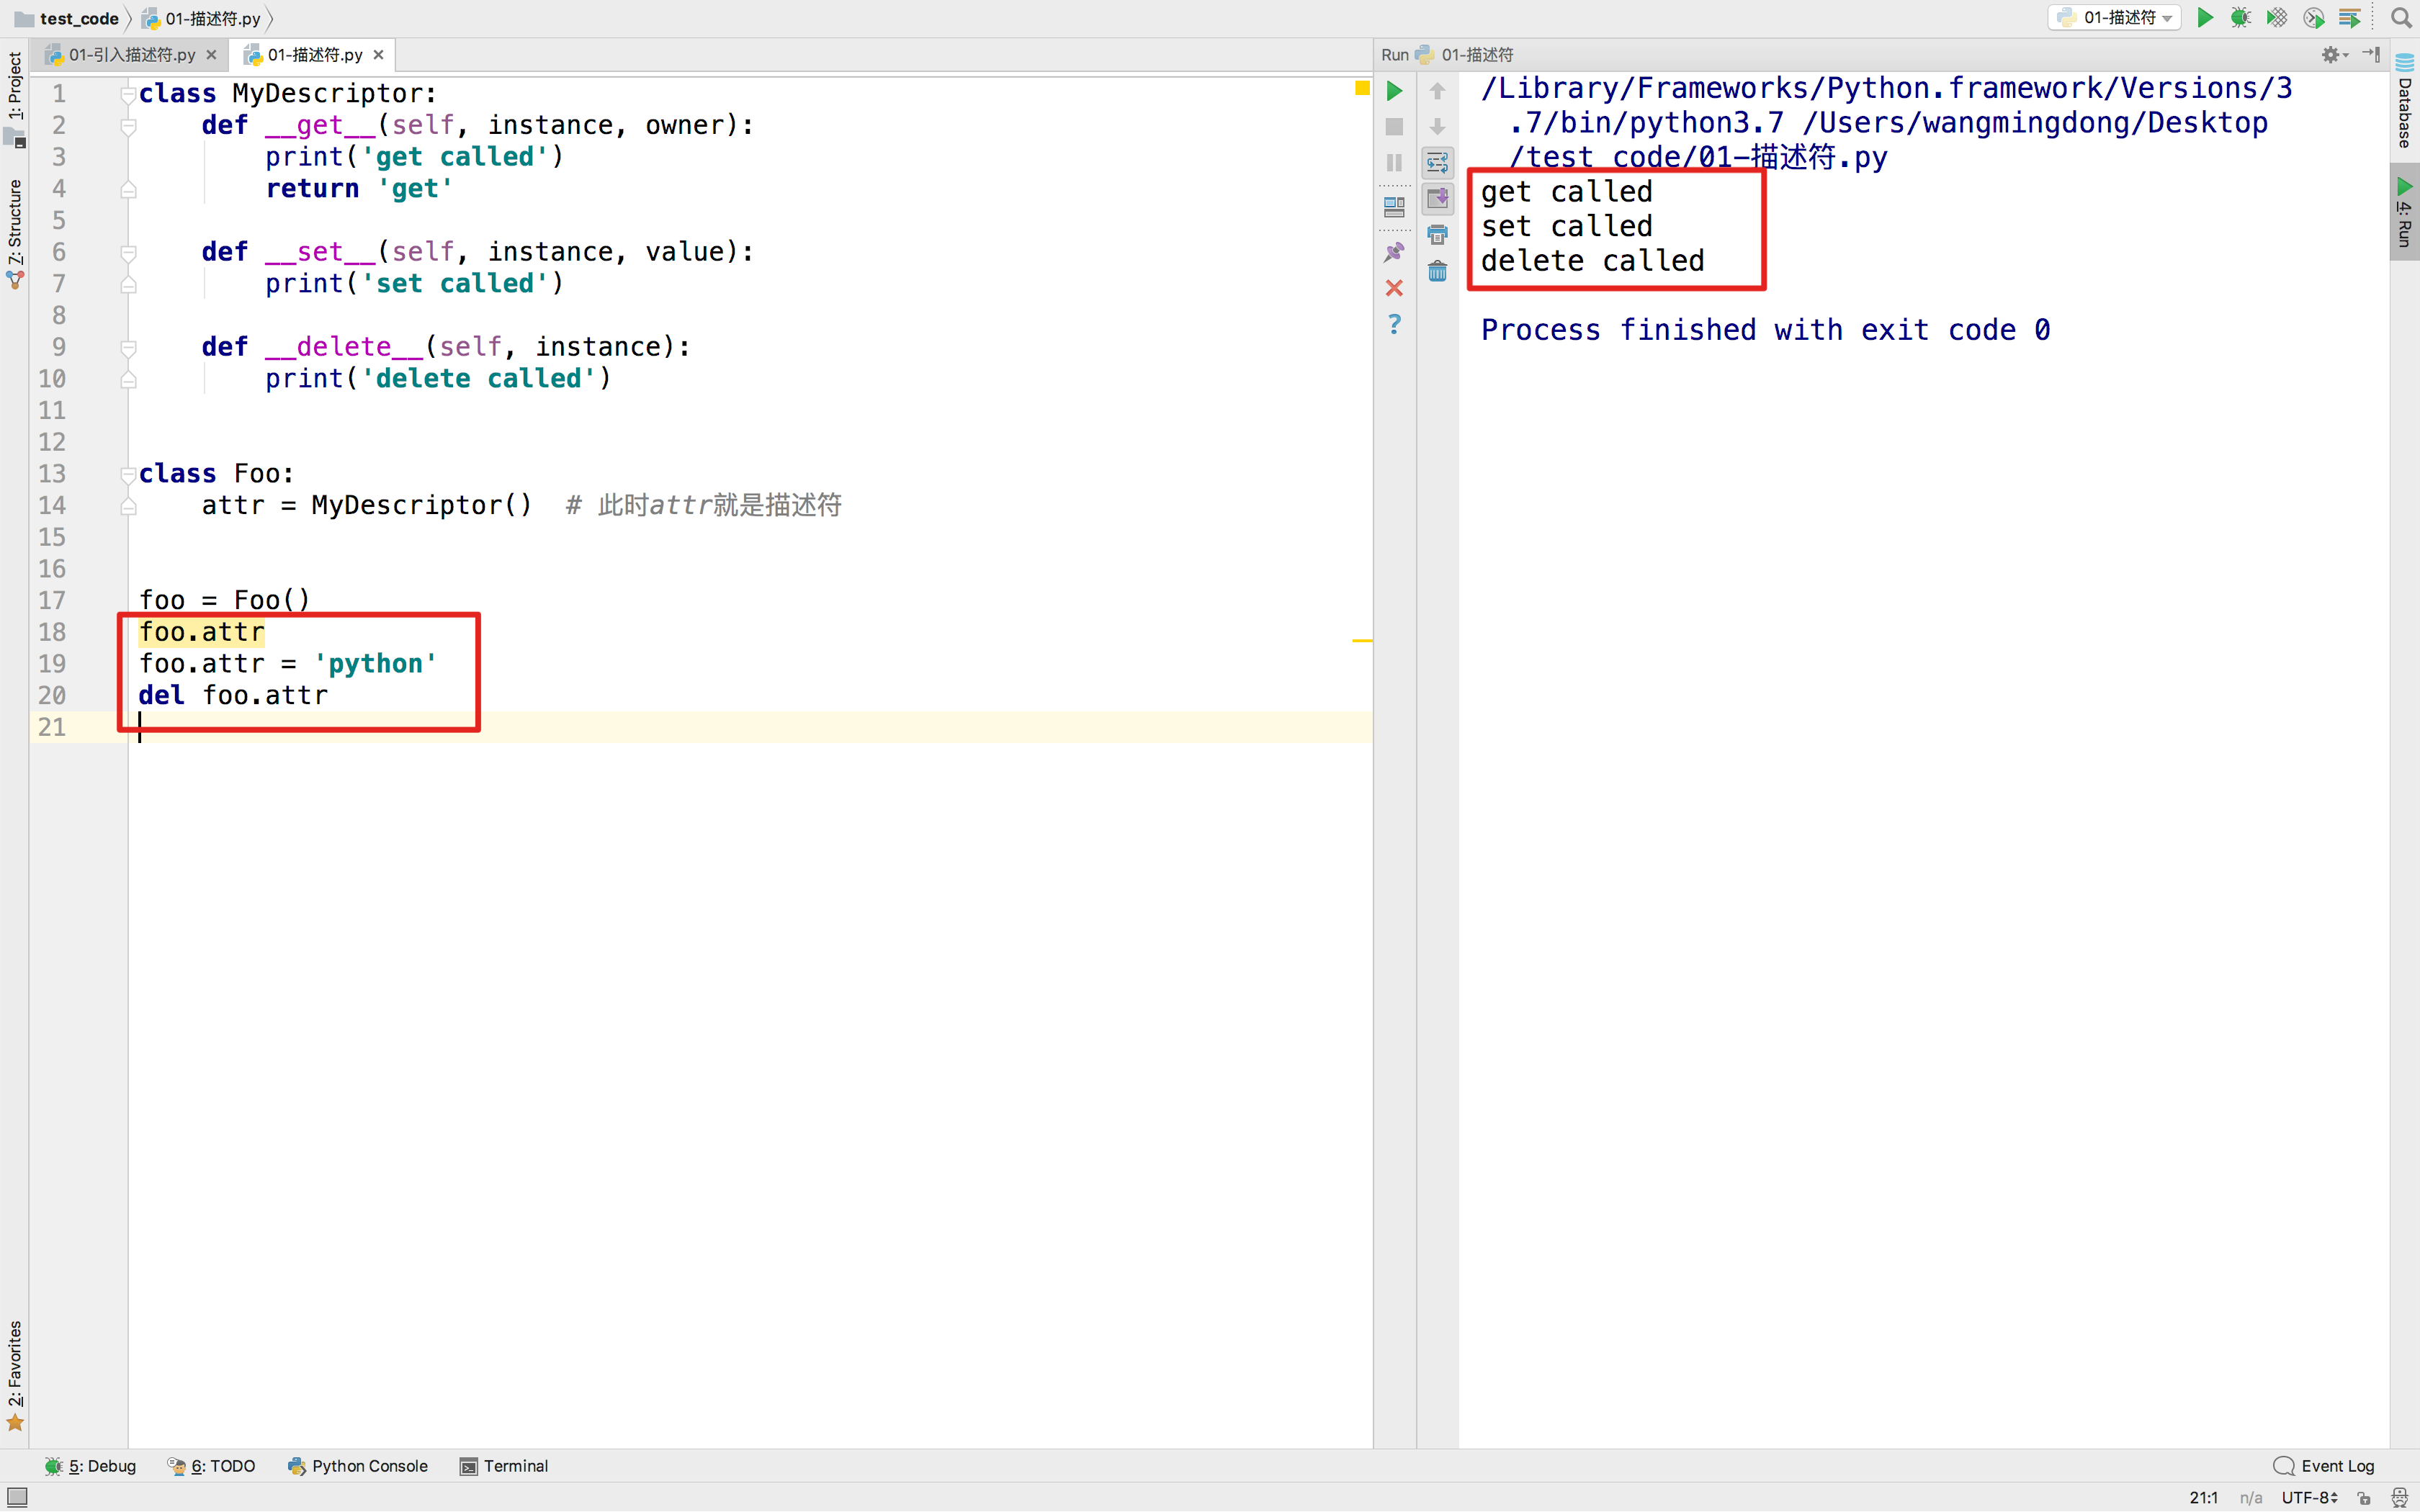 test_code
01-描述符.py
01-描述符
01-引入描述符.py
01-描述符.py
Run 01-描述符
1: Project
7: Structure
2: Favorites
Database
4: Run
1 class MyDescriptor:
2     def __get__(self, instance, owner):
3         print('get called')
4         return 'get'
5
6     def __set__(self, instance, value):
7         print('set called')
8
9     def __delete__(self, instance):
10         print('delete called')
11
12
13 class Foo:
14     attr = MyDescriptor()  # 此时attr就是描述符
15
16
17 foo = Foo()
18 foo.attr
19 foo.attr = 'python'
20 del foo.attr
21
/Library/Frameworks/Python.framework/Versions/3
.7/bin/python3.7 /Users/wangmingdong/Desktop
/test_code/01-描述符.py
get called
set called
delete called
Process finished with exit code 0
5: Debug
6: TODO
Python Console
Terminal
Event Log
21:1
n/a
UTF-8